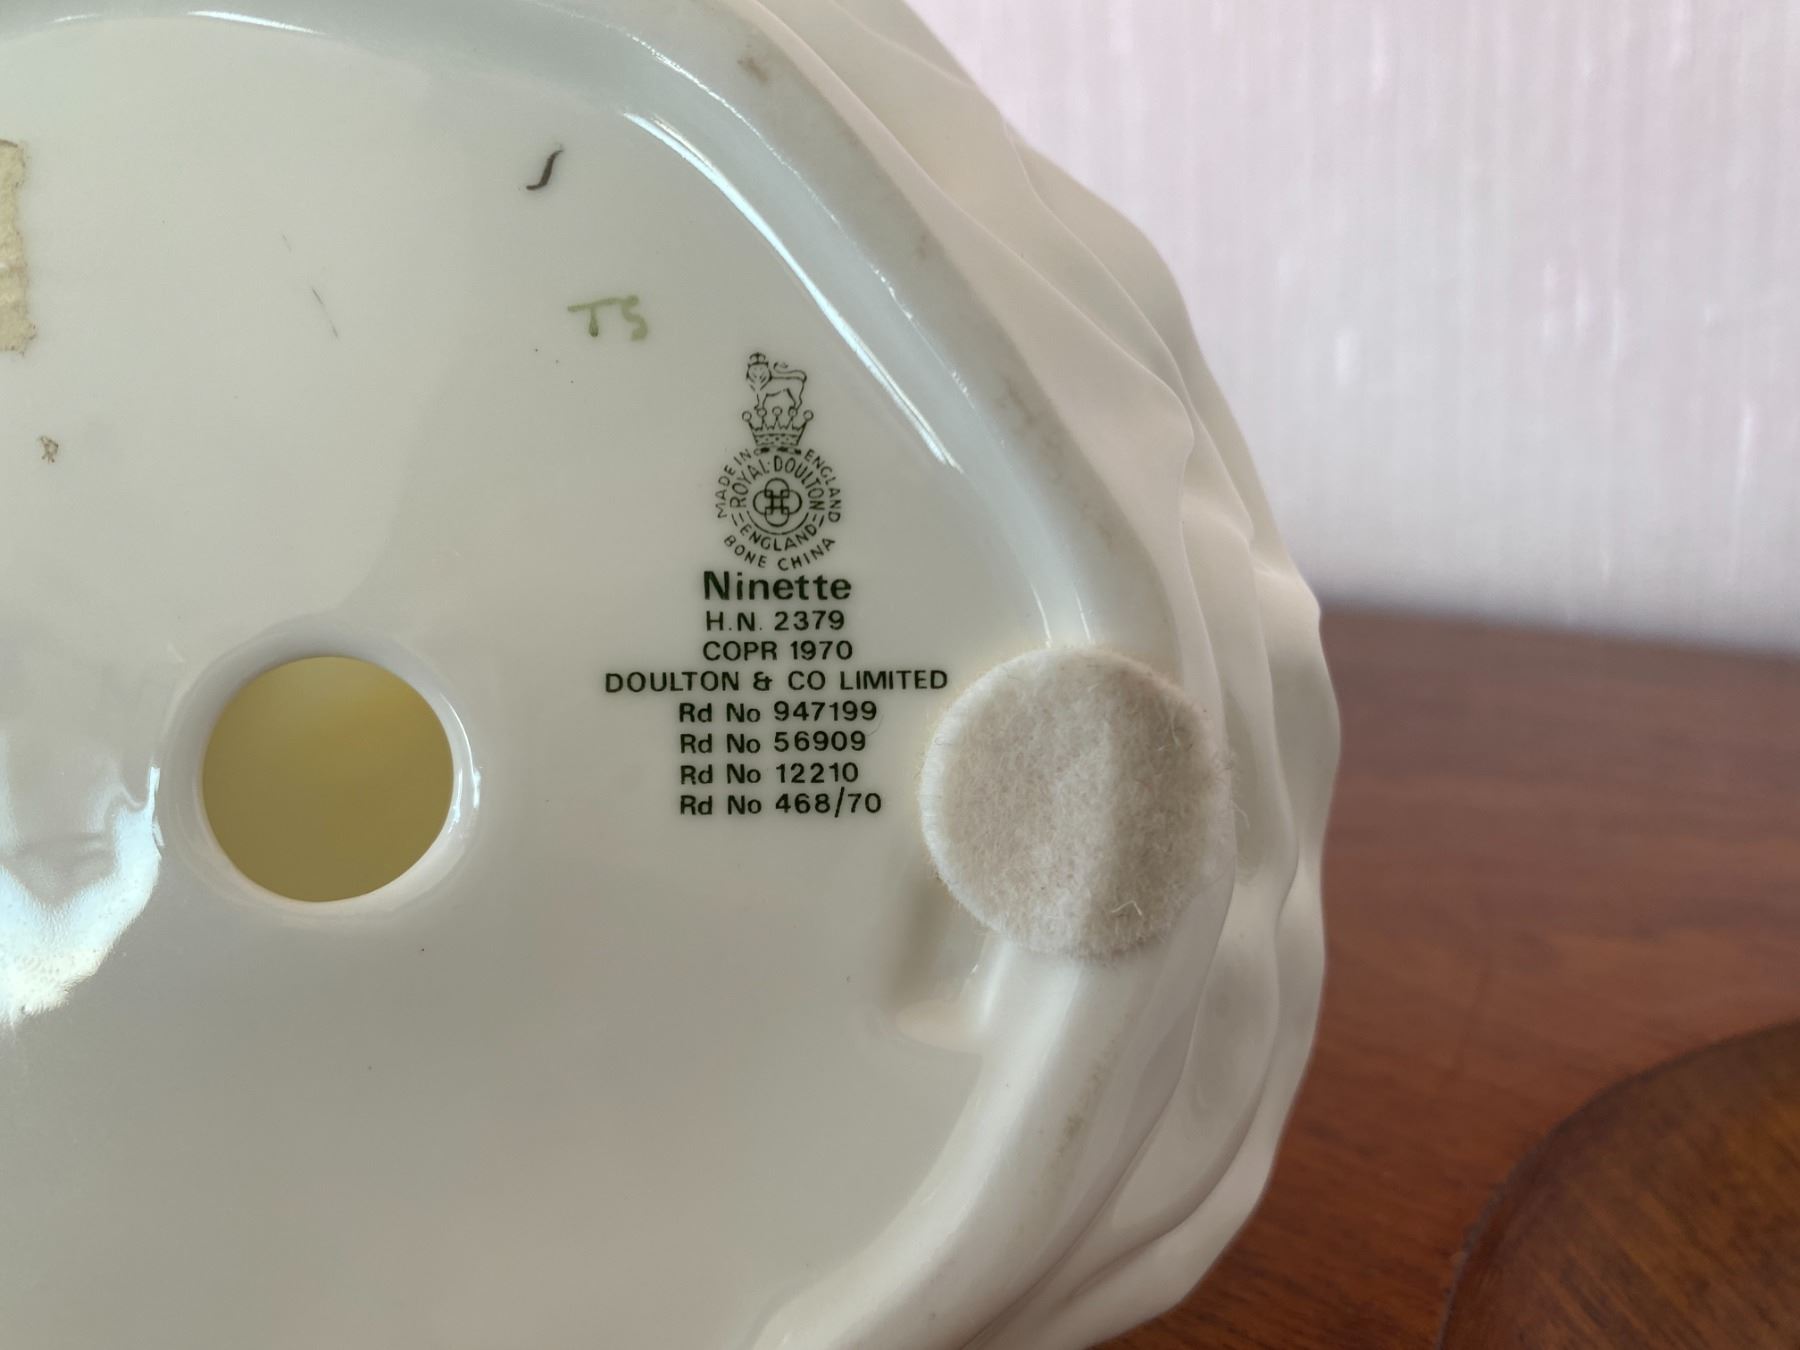 TS
MADE IN ENGLAND
ROYAL·DOULTON
ENGLAND
BONE CHINA
Ninette
H.N. 2379
COPR 1970
DOULTON & CO LIMITED
Rd No 947199
Rd No 56909
Rd No 12210
Rd No 468/70